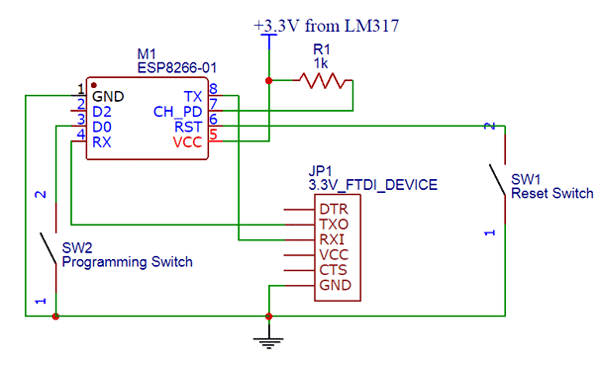 +3.3V from LM317
R1
1k
M1
ESP8266-01
1 GND TX 8
2 D2 CH_PD 7
3 D0 RST 6
4 RX VCC 5
2
JP1
3.3V_FTDI_DEVICE
SW1
Reset Switch
2
DTR
TXO
RXI
VCC
CTS
GND
1
SW2
Programming Switch
1